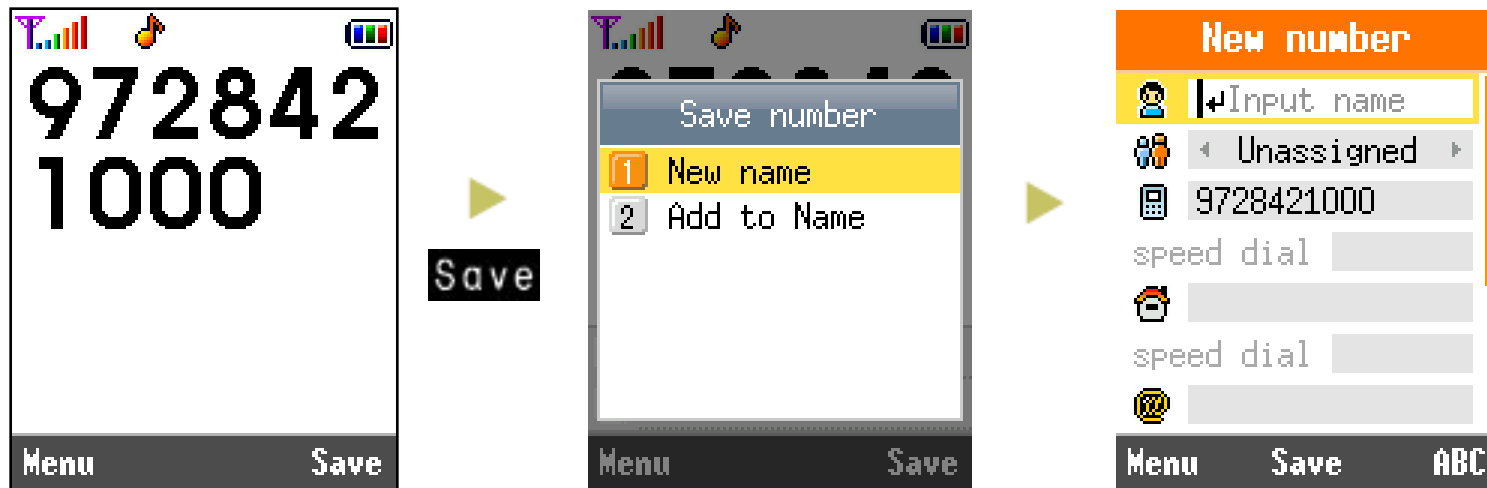 972842
1000
Menu Save
Save
Save number
1 New name
2 Add to Name
Menu Save
New number
Input name
Unassigned
9728421000
speed dial
speed dial
@
Menu Save ABC